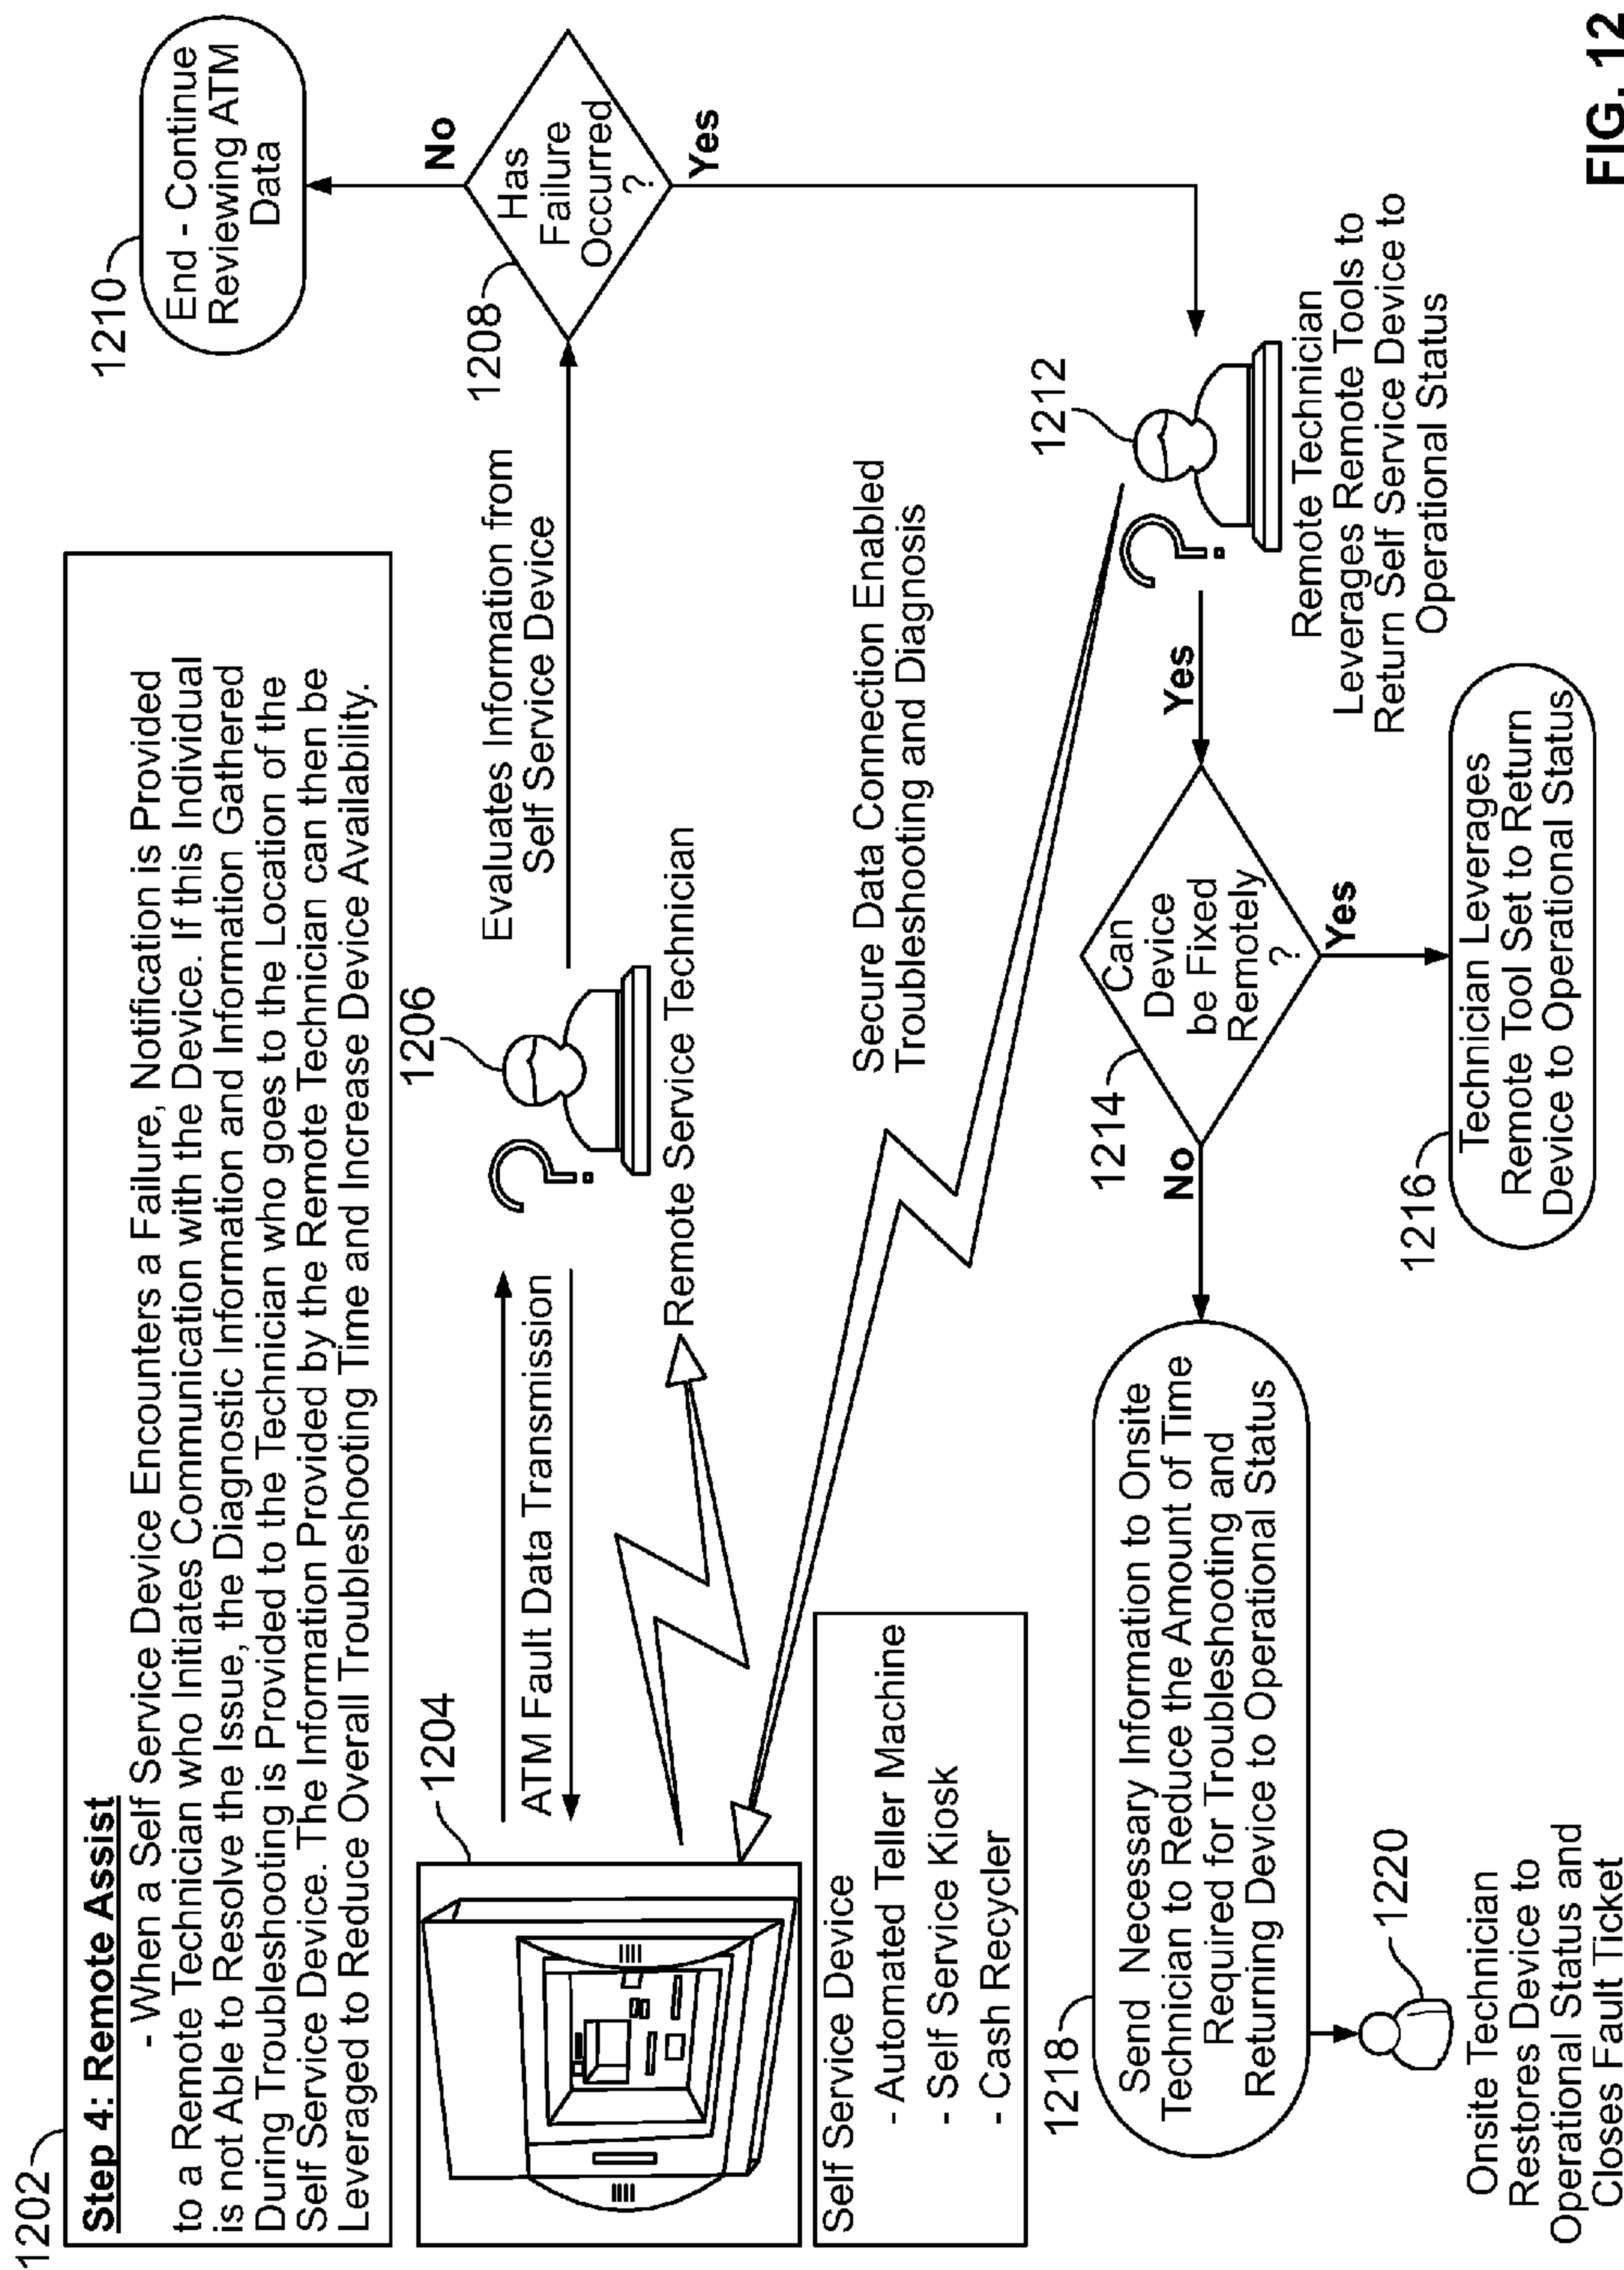 1202
Step 4: Remote Assist
- When a Self Service Device Encounters a Failure, Notification is Provided
to a Remote Technician who Initiates Communication with the Device. If this Individual
is not Able to Resolve the Issue, the Diagnostic Information and Information Gathered
During Troubleshooting is Provided to the Technician who goes to the Location of the
Self Service Device. The Information Provided by the Remote Technician can then be
Leveraged to Reduce Overall Troubleshooting Time and Increase Device Availability.
1204
ATM Fault Data Transmission
1206
Remote Service Technician
Evaluates Information from
Self Service Device
1208
Has
Failure
Occurred
?
No
Yes
1210
End - Continue
Reviewing ATM
Data
Self Service Device
- Automated Teller Machine
- Self Service Kiosk
- Cash Recycler
Secure Data Connection Enabled
Troubleshooting and Diagnosis
1212
Remote Technician
Leverages Remote Tools to
Return Self Service Device to
Operational Status
Yes
1214
Can
Device
be Fixed
Remotely
?
No
Yes
1216
Technician Leverages
Remote Tool Set to Return
Device to Operational Status
1218
Send Necessary Information to Onsite
Technician to Reduce the Amount of Time
Required for Troubleshooting and
Returning Device to Operational Status
1220
Onsite Technician
Restores Device to
Operational Status and
Closes Fault Ticket
FIG. 12